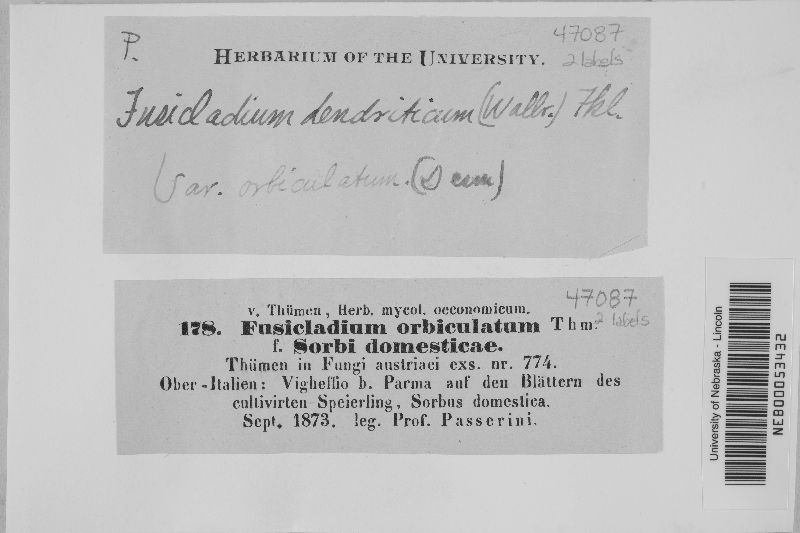 P.
47087
HERBARIUM OF THE UNIVERSITY.
2 labels
Fusicladium dendriticum (Wallr.) Fkl.
Var. orbiculatum. (Desm)
v. Thümen, Herb. mycol. oeconomicum.
47087
178. Fusicladium orbiculatum Thm.
2 labels
f. Sorbi domesticae.
Thümen in Fungi austriaci exs. nr. 774.
Ober-Italien: Vigheffio b. Parma auf den Blättern des
cultivirten Speierling, Sorbus domestica.
Sept. 1873. leg. Prof. Passerini.
University of Nebraska - Lincoln
NEB00053432